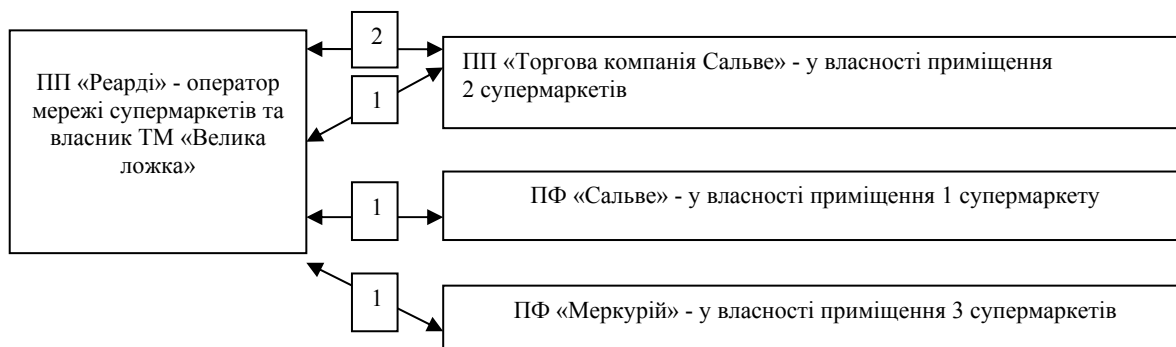 ПП «Реарді» - оператор
мережі супермаркетів та
власник ТМ «Велика
ложка»
2
ПП «Торгова компанія Сальве» - у власності приміщення
2 супермаркетів
1
1
ПФ «Сальве» - у власності приміщення 1 супермаркету
1
ПФ «Меркурій» - у власності приміщення 3 супермаркетів